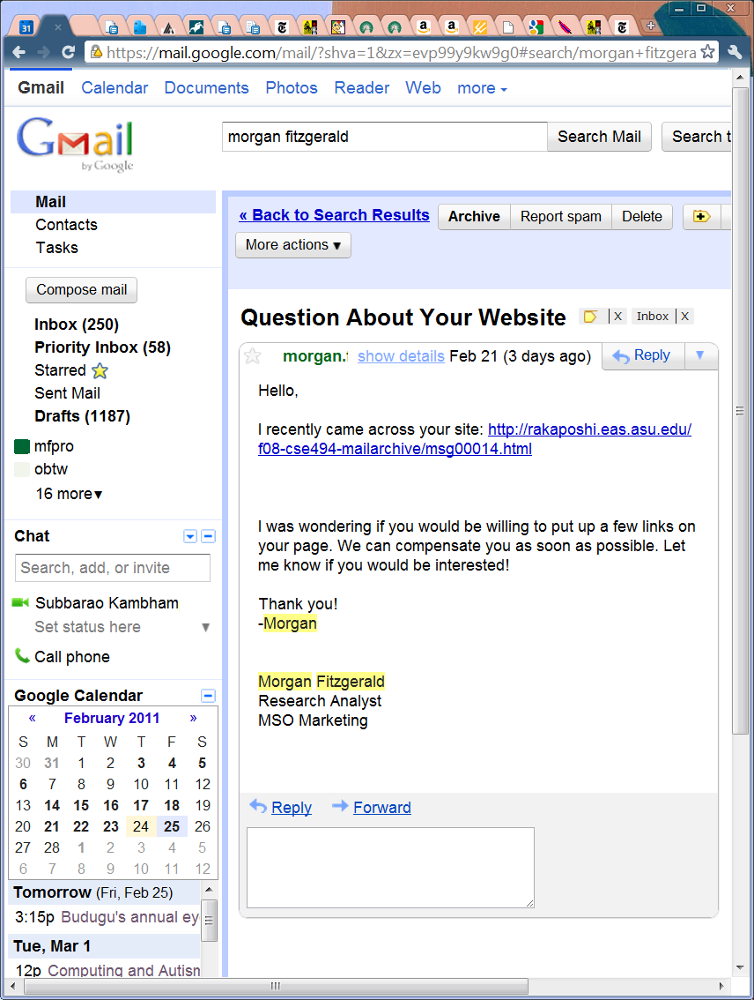 31
https://mail.google.com/mail/?shva=1&zx=evp99y9kw9g0#search/morgan+fitzgera
Gmail Calendar Documents Photos Reader Web more
Gmail
by Google
morgan fitzgerald Search Mail Search t
Mail
Contacts
Tasks
Compose mail
Inbox (250)
Priority Inbox (58)
Starred
Sent Mail
Drafts (1187)
mfpro
obtw
16 more▾
Chat
Search, add, or invite
Subbarao Kambham
Set status here
Call phone
Google Calendar
« February 2011 »
S M T W T F S
30 31 1 2 3 4 5
6 7 8 9 10 11 12
13 14 15 16 17 18 19
20 21 22 23 24 25 26
27 28 1 2 3 4 5
6 7 8 9 10 11 12
Tomorrow (Fri, Feb 25)
3:15p Budugu's annual ey
Tue, Mar 1
12p Computing and Autisn
« Back to Search Results Archive Report spam Delete
More actions ▾
Question About Your Website X Inbox X
morgan. show details Feb 21 (3 days ago) Reply
Hello,
I recently came across your site: http://rakaposhi.eas.asu.edu/
f08-cse494-mailarchive/msg00014.html
I was wondering if you would be willing to put up a few links on
your page. We can compensate you as soon as possible. Let
me know if you would be interested!
Thank you!
-Morgan
Morgan Fitzgerald
Research Analyst
MSO Marketing
Reply Forward